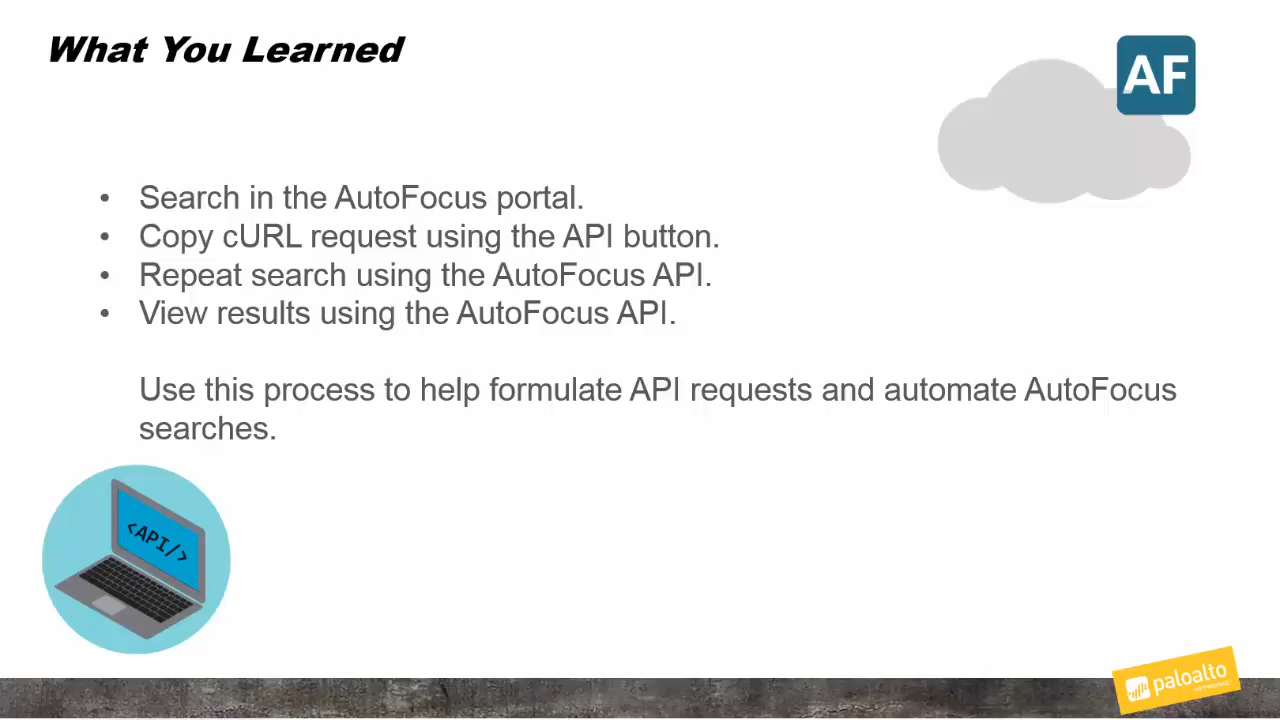 What You Learned
AF
• Search in the AutoFocus portal.
• Copy cURL request using the API button.
• Repeat search using the AutoFocus API.
• View results using the AutoFocus API.
Use this process to help formulate API requests and automate AutoFocus
searches.
<API/>
paloalto
NETWORKS